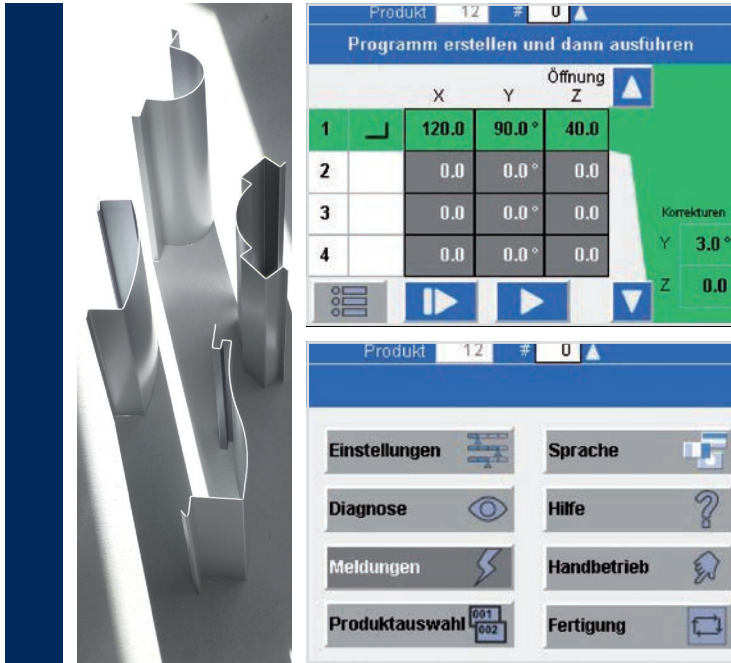 Produkt 12 # 0
Programm erstellen und dann ausführen
Öffnung
X Y Z
1 120.0 90.0° 40.0
2 0.0 0.0° 0.0
3 0.0 0.0° 0.0
4 0.0 0.0° 0.0
Korrekturen
Y 3.0°
Z 0.0
Produkt 12 # 0
Einstellungen Sprache
Diagnose Hilfe
Meldungen Handbetrieb
Produktauswahl 001 002 Fertigung